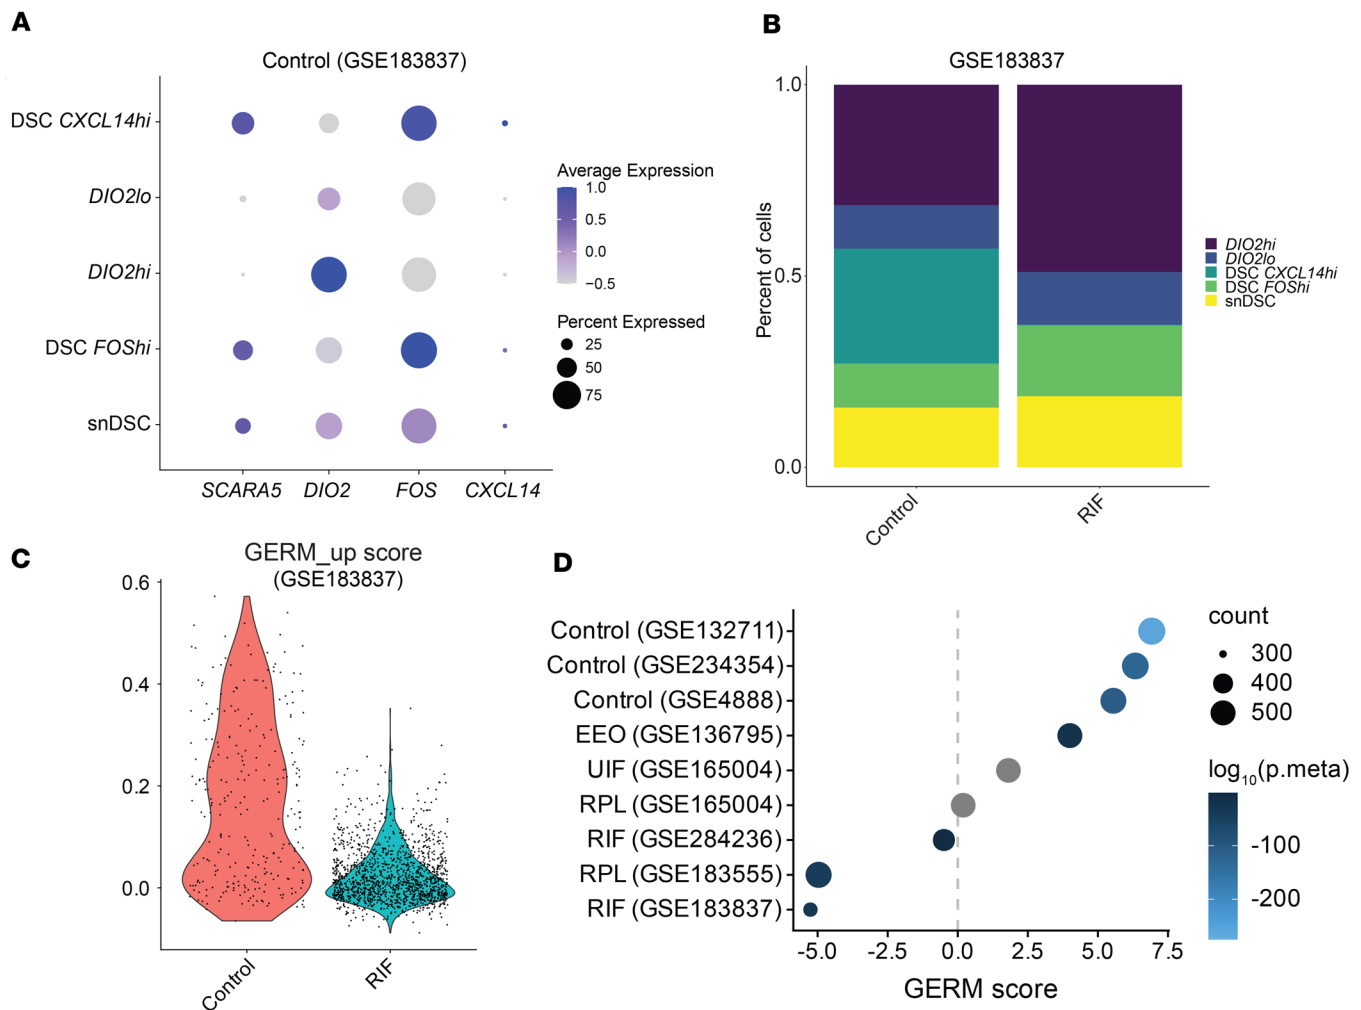 A
Control (GSE183837)
DSC CXCL14hi
DIO2lo
DIO2hi
DSC FOShi
snDSC
SCARA5 DIO2 FOS CXCL14
Average Expression
1.0
0.5
0.0
−0.5
Percent Expressed
25
50
75
B
GSE183837
Percent of cells
1.0
0.5
0.0
Control RIF
DIO2hi
DIO2lo
DSC CXCL14hi
DSC FOShi
snDSC
C
GERM_up score
(GSE183837)
0.6
0.4
0.2
0.0
Control RIF
D
Control (GSE132711)
Control (GSE234354)
Control (GSE4888)
EEO (GSE136795)
UIF (GSE165004)
RPL (GSE165004)
RIF (GSE284236)
RPL (GSE183555)
RIF (GSE183837)
-5.0 -2.5 0.0 2.5 5.0 7.5
GERM score
count
300
400
500
log10(p.meta)
-100
-200